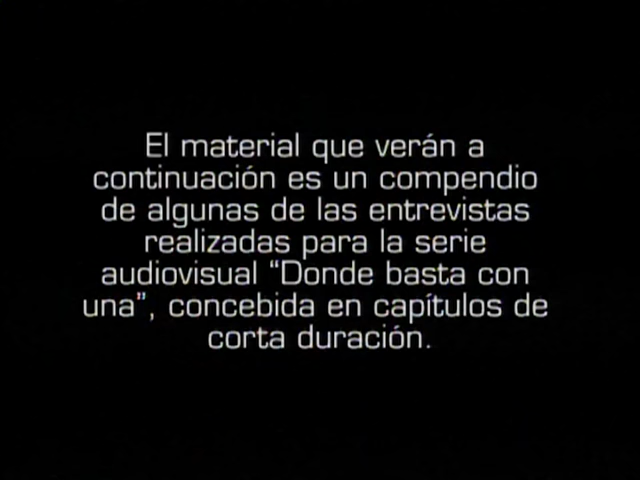 El material que verán a
continuación es un compendio
de algunas de las entrevistas
realizadas para la serie
audiovisual “Donde basta con
una”, concebida en capítulos de
corta duración.